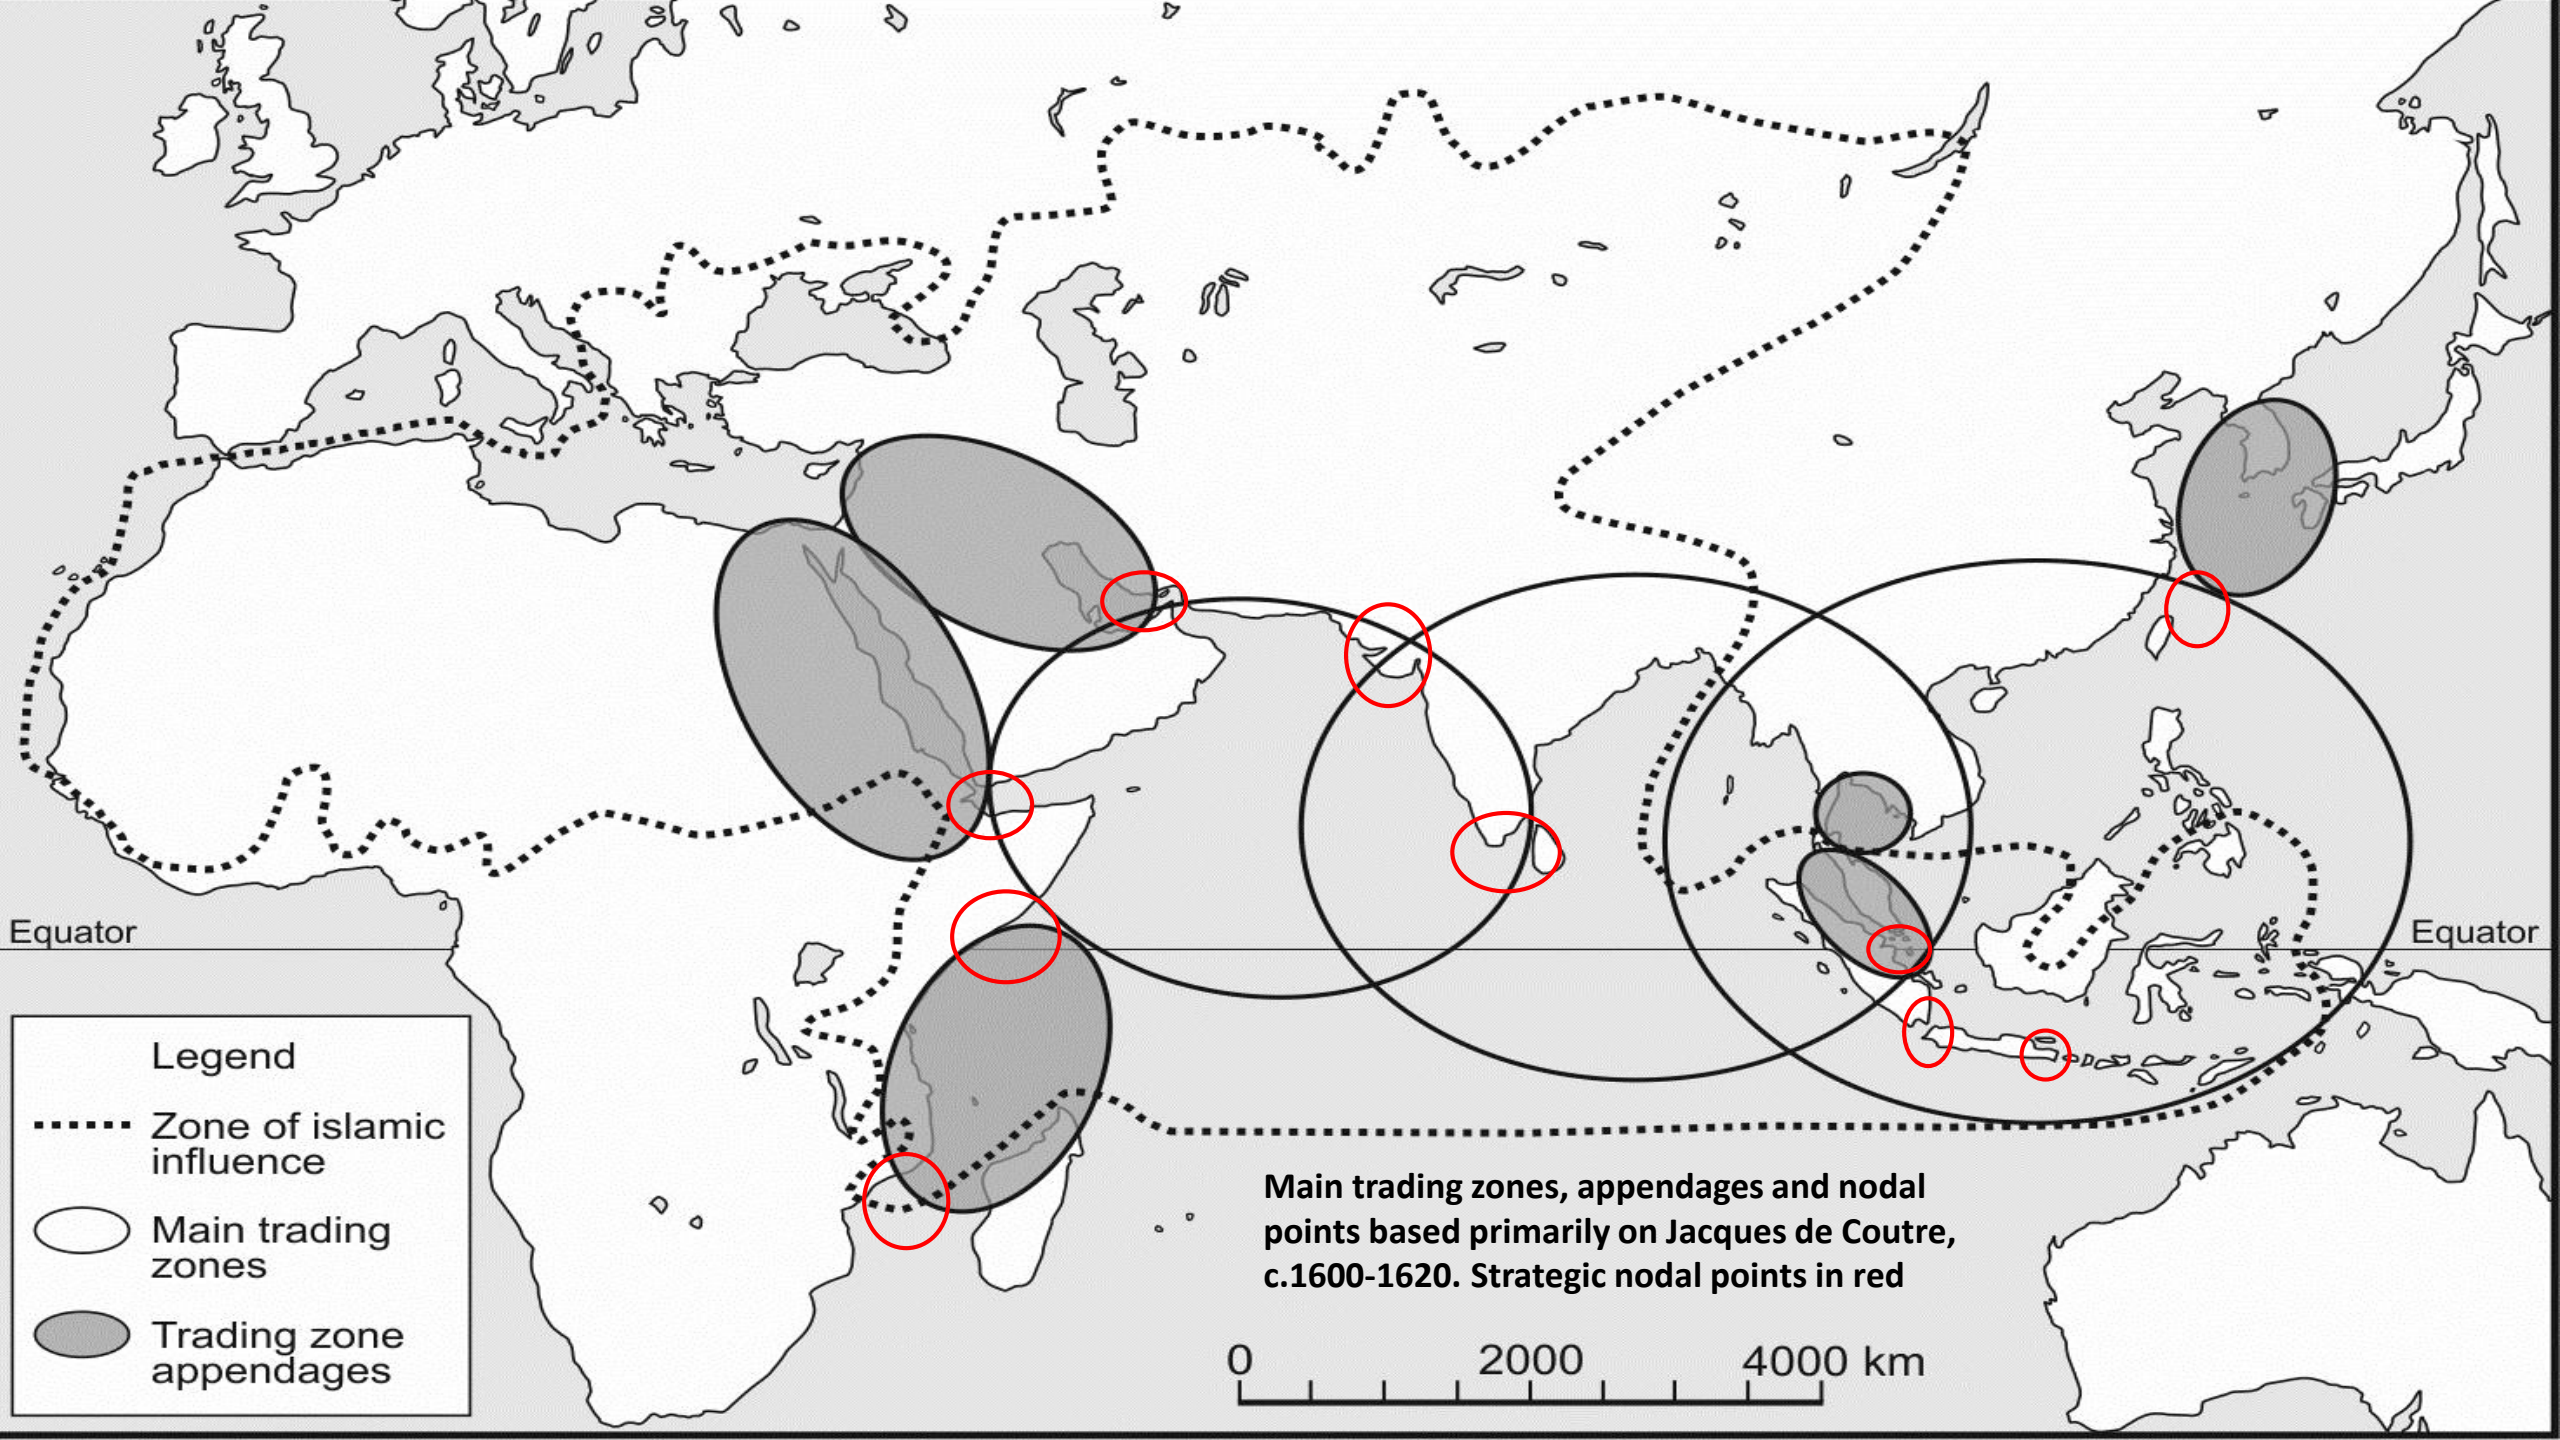 Equator
Equator
Legend
Zone of islamic
influence
Main trading
zones
Trading zone
appendages
Main trading zones, appendages and nodal
points based primarily on Jacques de Coutre,
c.1600-1620. Strategic nodal points in red
0 2000 4000 km